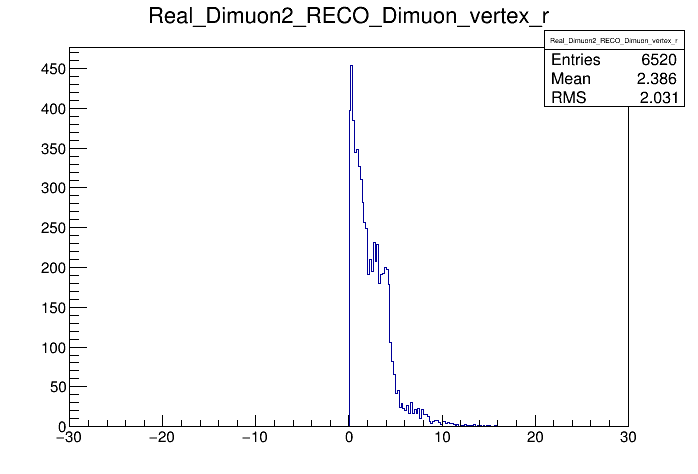 Real_Dimuon2_RECO_Dimuon_vertex_r
Real_Dimuon2_RECO_Dimuon_vertex_r
Entries 6520
Mean 2.386
RMS 2.031
450
400
350
300
250
200
150
100
50
0
−30 −20 −10 0 10 20 30